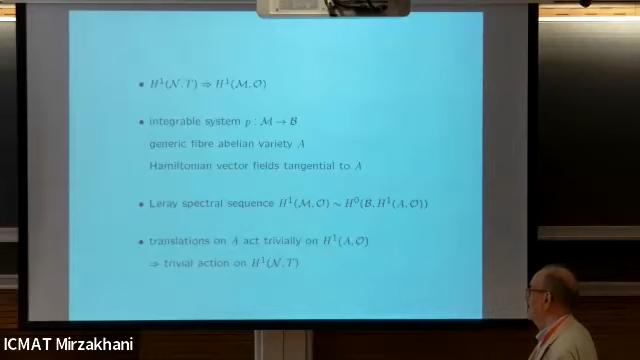 • H¹(𝒩, T) ⇒ H¹(ℳ, 𝒪)
• integrable system p : ℳ → ℬ
generic fibre abelian variety A
Hamiltonian vector fields tangential to A
• Leray spectral sequence H¹(ℳ, 𝒪) ∼ H⁰(ℬ, H¹(A, 𝒪))
• translations on A act trivially on H¹(A, 𝒪)
⇒ trivial action on H¹(𝒩, T)
ICMAT Mirzakhani